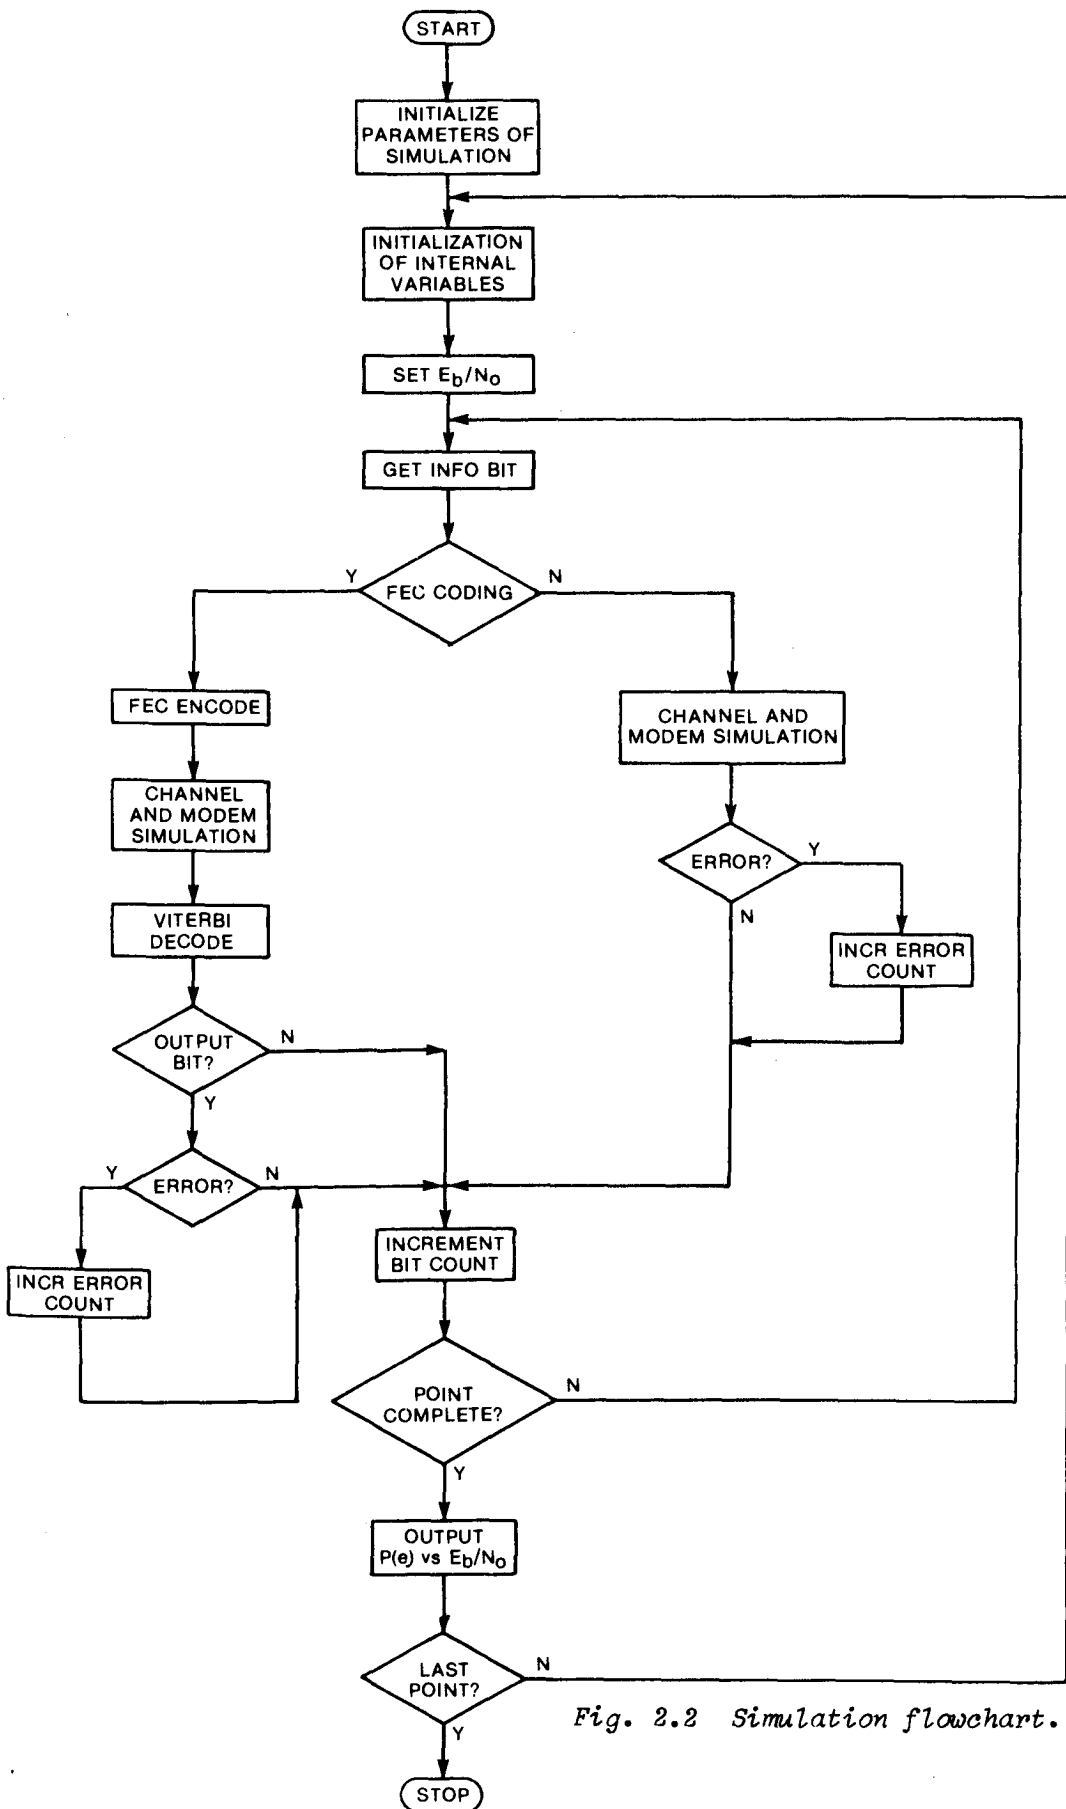 START
INITIALIZE
PARAMETERS OF
SIMULATION
INITIALIZATION
OF INTERNAL
VARIABLES
SET Eb/No
GET INFO BIT
Y
FEC CODING
N
FEC ENCODE
CHANNEL AND
MODEM SIMULATION
CHANNEL
AND MODEM
SIMULATION
ERROR?
Y
N
VITERBI
DECODE
INCR ERROR
COUNT
OUTPUT
BIT?
N
Y
Y
ERROR?
N
INCREMENT
BIT COUNT
INCR ERROR
COUNT
POINT
COMPLETE?
N
Y
OUTPUT
P(e) vs Eb/No
LAST
POINT?
N
Y
Fig. 2.2 Simulation flowchart.
STOP